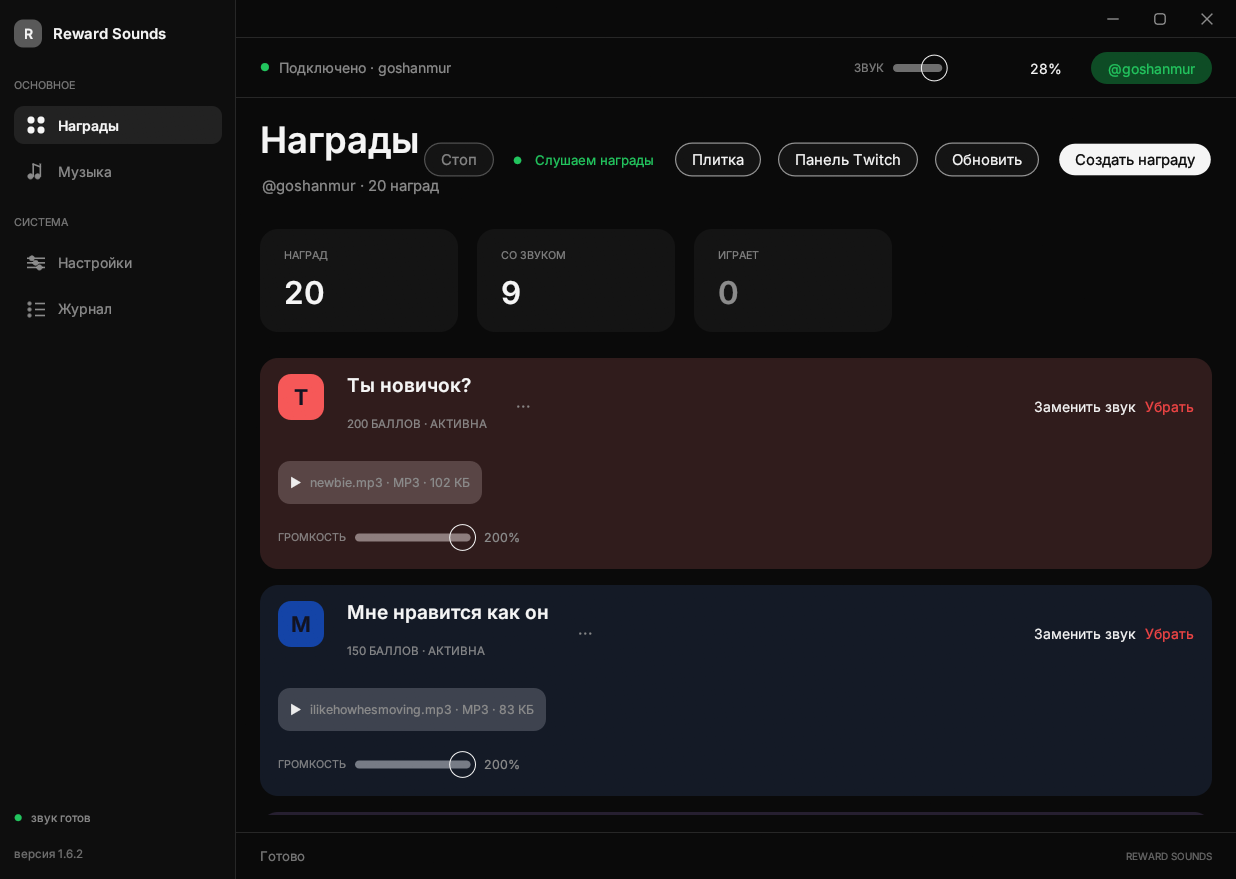 R Reward Sounds
ОСНОВНОЕ
Награды
Музыка
СИСТЕМА
Настройки
Журнал
звук готов
версия 1.6.2
Подключено · goshanmur
ЗВУК 28% @goshanmur
Награды
@goshanmur · 20 наград
Стоп Слушаем награды Плитка Панель Twitch Обновить Создать награду
НАГРАД
20
СО ЗВУКОМ
9
ИГРАЕТ
0
Т Ты новичок?
200 БАЛЛОВ · АКТИВНА
... Заменить звук Убрать
newbie.mp3 · MP3 · 102 КБ
ГРОМКОСТЬ 200%
М Мне нравится как он
150 БАЛЛОВ · АКТИВНА
... Заменить звук Убрать
ilikehowhesmoving.mp3 · MP3 · 83 КБ
ГРОМКОСТЬ 200%
Готово REWARD SOUNDS